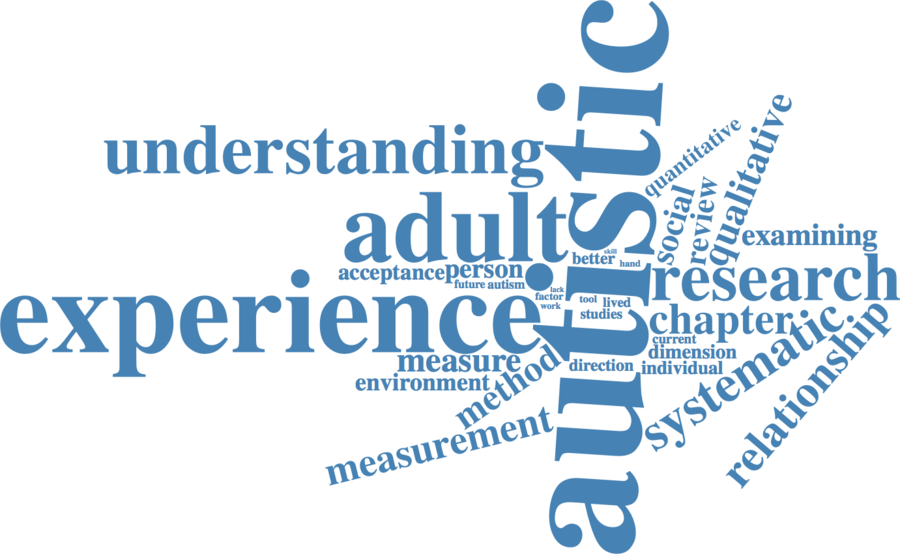 autistic
understanding
quantitative
qualitative
social
review
adult
examining
skill
better
hand
acceptance
person
research
future
autism
lack
factor
work
tool
lived
studies
experience
chapter
current
dimension
measure
direction
individual
environment
method
systematic
relationship
measurement